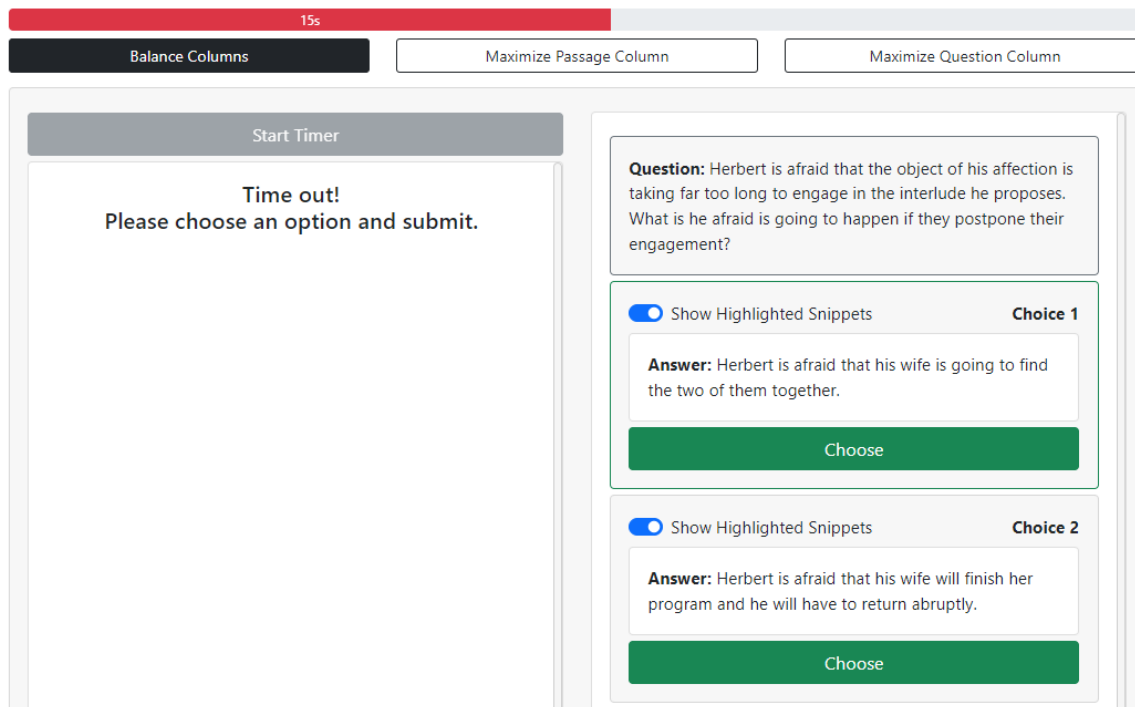 15s
Balance Columns
Maximize Passage Column
Maximize Question Column
Start Timer
Time out!
Please choose an option and submit.
Question: Herbert is afraid that the object of his affection is
taking far too long to engage in the interlude he proposes.
What is he afraid is going to happen if they postpone their
engagement?
Show Highlighted Snippets
Choice 1
Answer: Herbert is afraid that his wife is going to find
the two of them together.
Choose
Show Highlighted Snippets
Choice 2
Answer: Herbert is afraid that his wife will finish her
program and he will have to return abruptly.
Choose